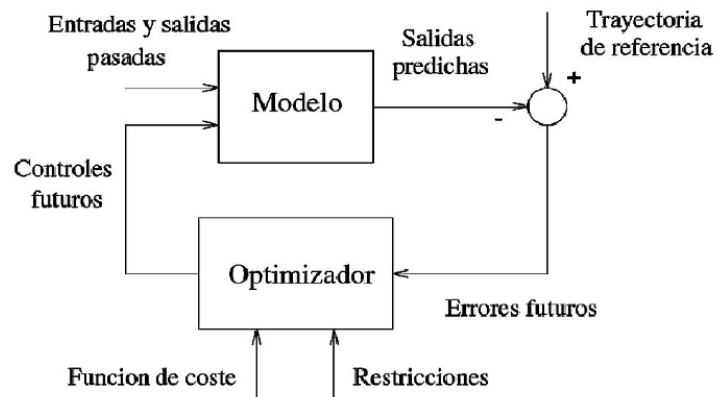 Entradas y salidas
pasadas
Salidas
predichas
Trayectoria
de referencia
+
Modelo
-
Controles
futuros
Optimizador
Errores futuros
Funcion de coste
Restricciones